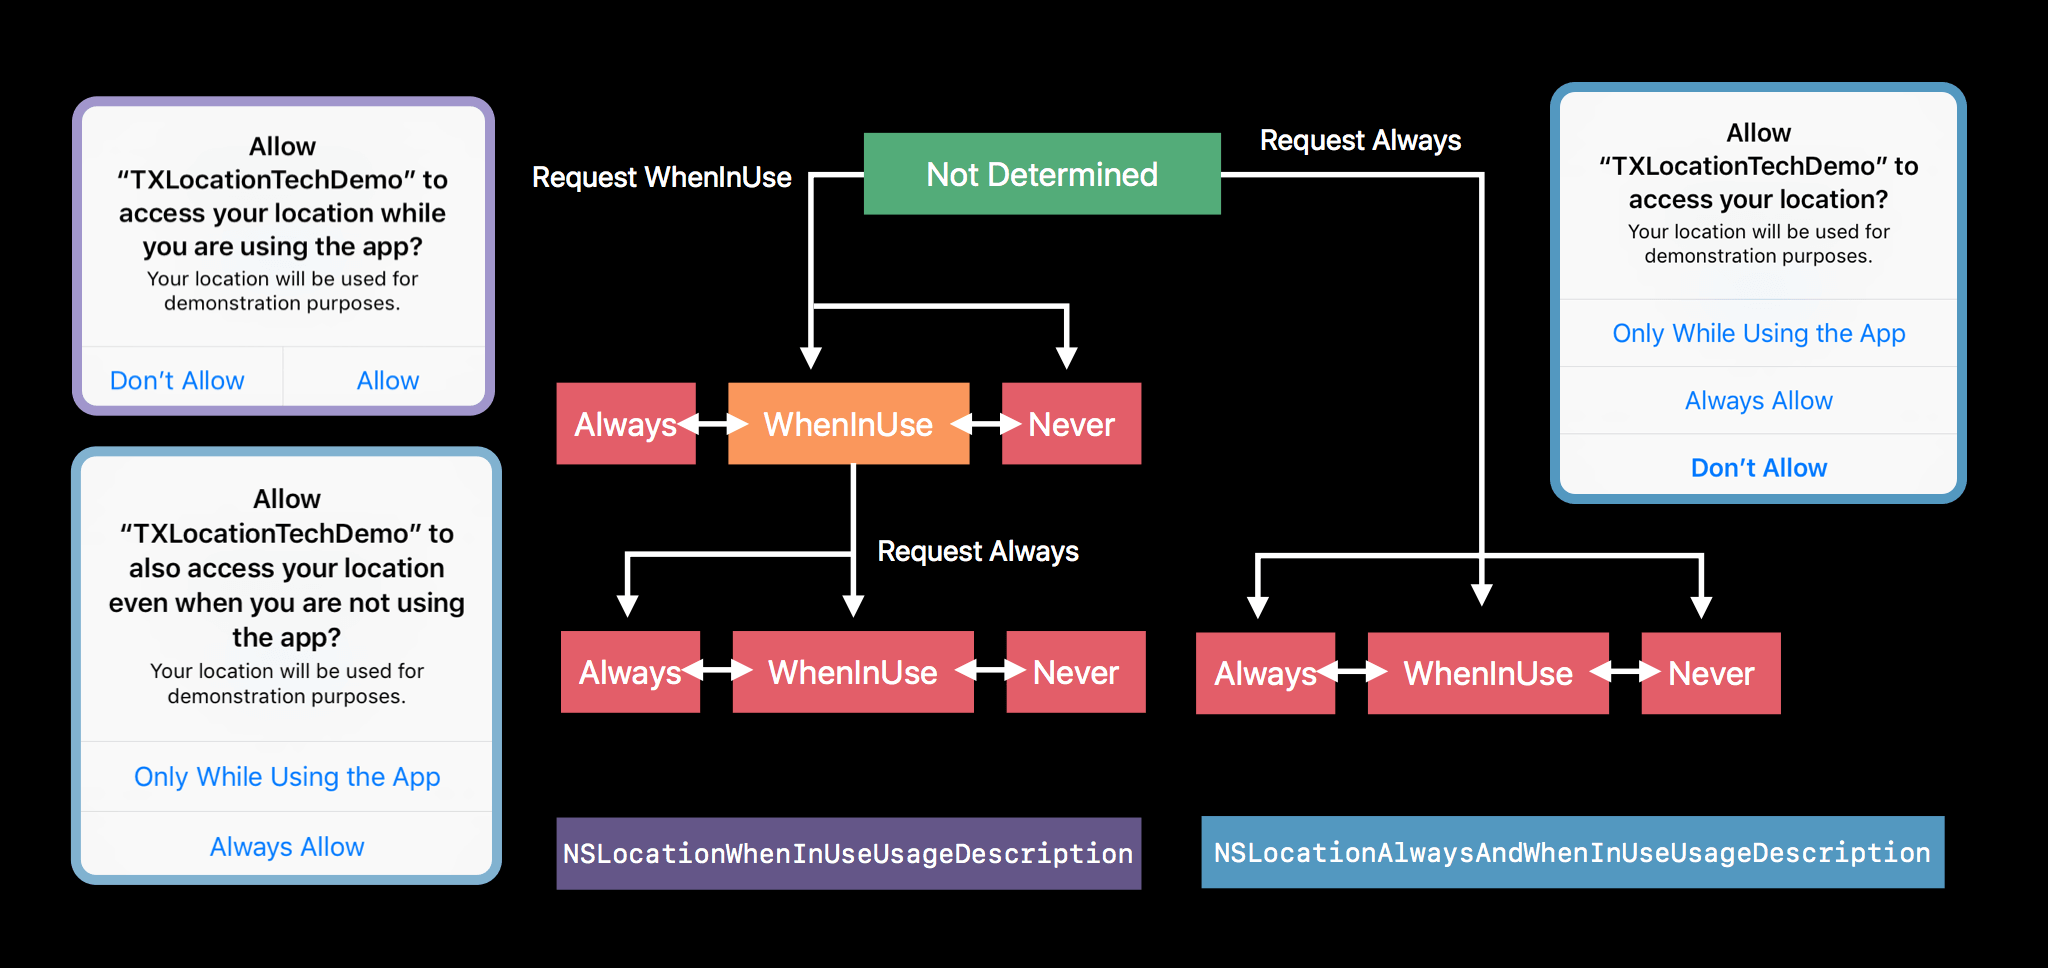 Allow
“TXLocationTechDemo” to
access your location while
you are using the app?
Your location will be used for
demonstration purposes.
Don’t Allow
Allow
Allow
“TXLocationTechDemo” to
also access your location
even when you are not using
the app?
Your location will be used for
demonstration purposes.
Only While Using the App
Always Allow
Request WhenInUse
Not Determined
Request Always
Always
WhenInUse
Never
Request Always
Always
WhenInUse
Never
Always
WhenInUse
Never
NSLocationWhenInUseUsageDescription
NSLocationAlwaysAndWhenInUseUsageDescription
Allow
“TXLocationTechDemo” to
access your location?
Your location will be used for
demonstration purposes.
Only While Using the App
Always Allow
Don’t Allow